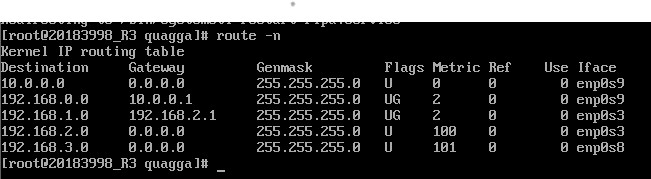 [root@20183998_R3 quagga]# route -n
Kernel IP routing table
Destination     Gateway         Genmask         Flags Metric Ref    Use Iface
10.0.0.0        0.0.0.0         255.255.255.0   U     0      0        0 enp0s9
192.168.0.0     10.0.0.1        255.255.255.0   UG    2      0        0 enp0s9
192.168.1.0     192.168.2.1     255.255.255.0   UG    2      0        0 enp0s3
192.168.2.0     0.0.0.0         255.255.255.0   U     100    0        0 enp0s3
192.168.3.0     0.0.0.0         255.255.255.0   U     101    0        0 enp0s8
[root@20183998_R3 quagga]# _